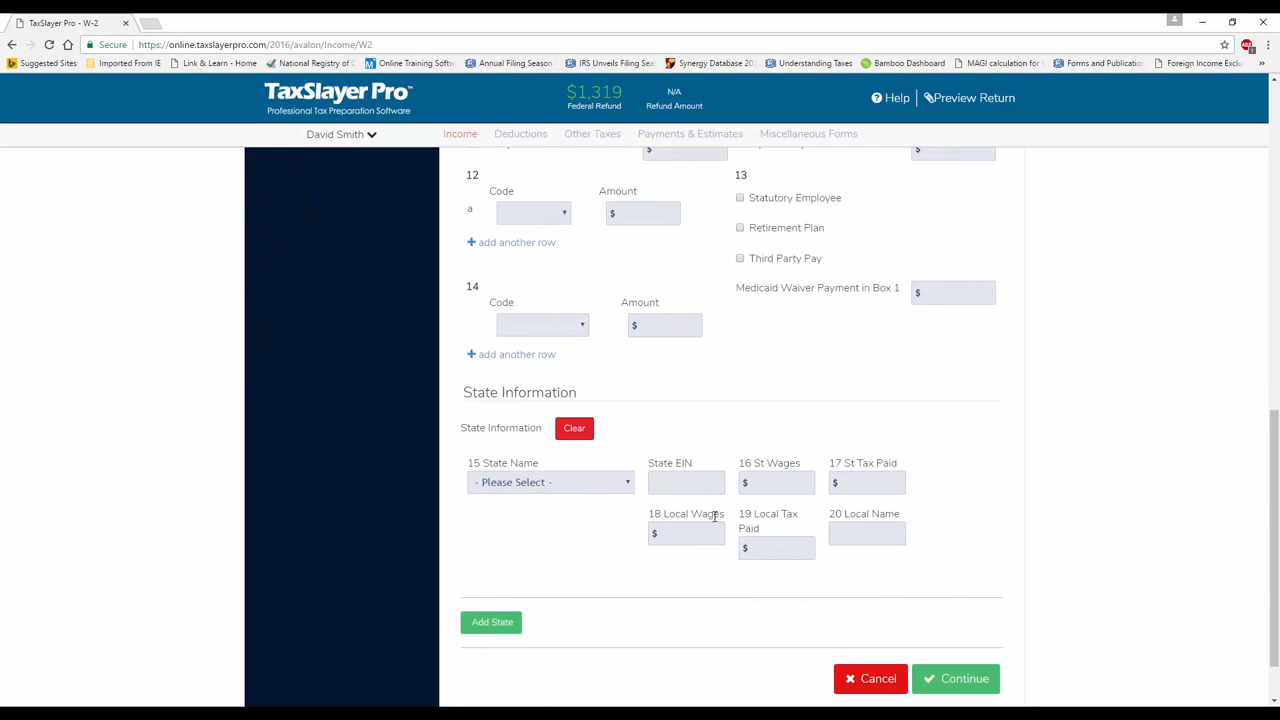 TaxSlayer Pro - W-2
Secure https://online.taxslayerpro.com/2016/avalon/Income/W2
Suggested Sites Imported From IE Link & Learn - Home National Registry of Online Training Softw Annual Filing Season IRS Unveils Filing Sea Synergy Database 201 Understanding Taxes Bamboo Dashboard MAGI calculation for Forms and Publication Foreign Income Exclu »
TaxSlayer Pro™
Professional Tax Preparation Software
$1,319
Federal Refund
N/A
Refund Amount
Help Preview Return
David Smith Income Deductions Other Taxes Payments & Estimates Miscellaneous Forms
$ $
12 13
Code Amount
Statutory Employee
a $
Retirement Plan
+ add another row
Third Party Pay
14 Medicaid Waiver Payment in Box 1 $
Code Amount
$
+ add another row
State Information
State Information Clear
15 State Name State EIN 16 St Wages 17 St Tax Paid
- Please Select - $ $
18 Local Wages 19 Local Tax Paid 20 Local Name
$ $
Add State
Cancel Continue